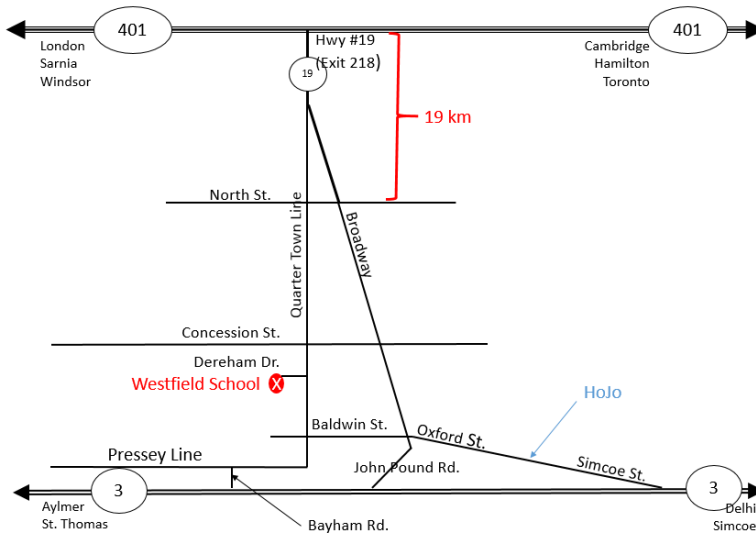 401
401
London
Sarnia
Windsor
Hwy #19
(Exit 218)
19
Cambridge
Hamilton
Toronto
19 km
North St.
Quarter Town Line
Broadway
Concession St.
Dereham Dr.
Westfield School
X
HoJo
Baldwin St.
Oxford St.
Pressey Line
John Pound Rd.
Simcoe St.
3
3
Aylmer
St. Thomas
Bayham Rd.
Delhi
Simcoe